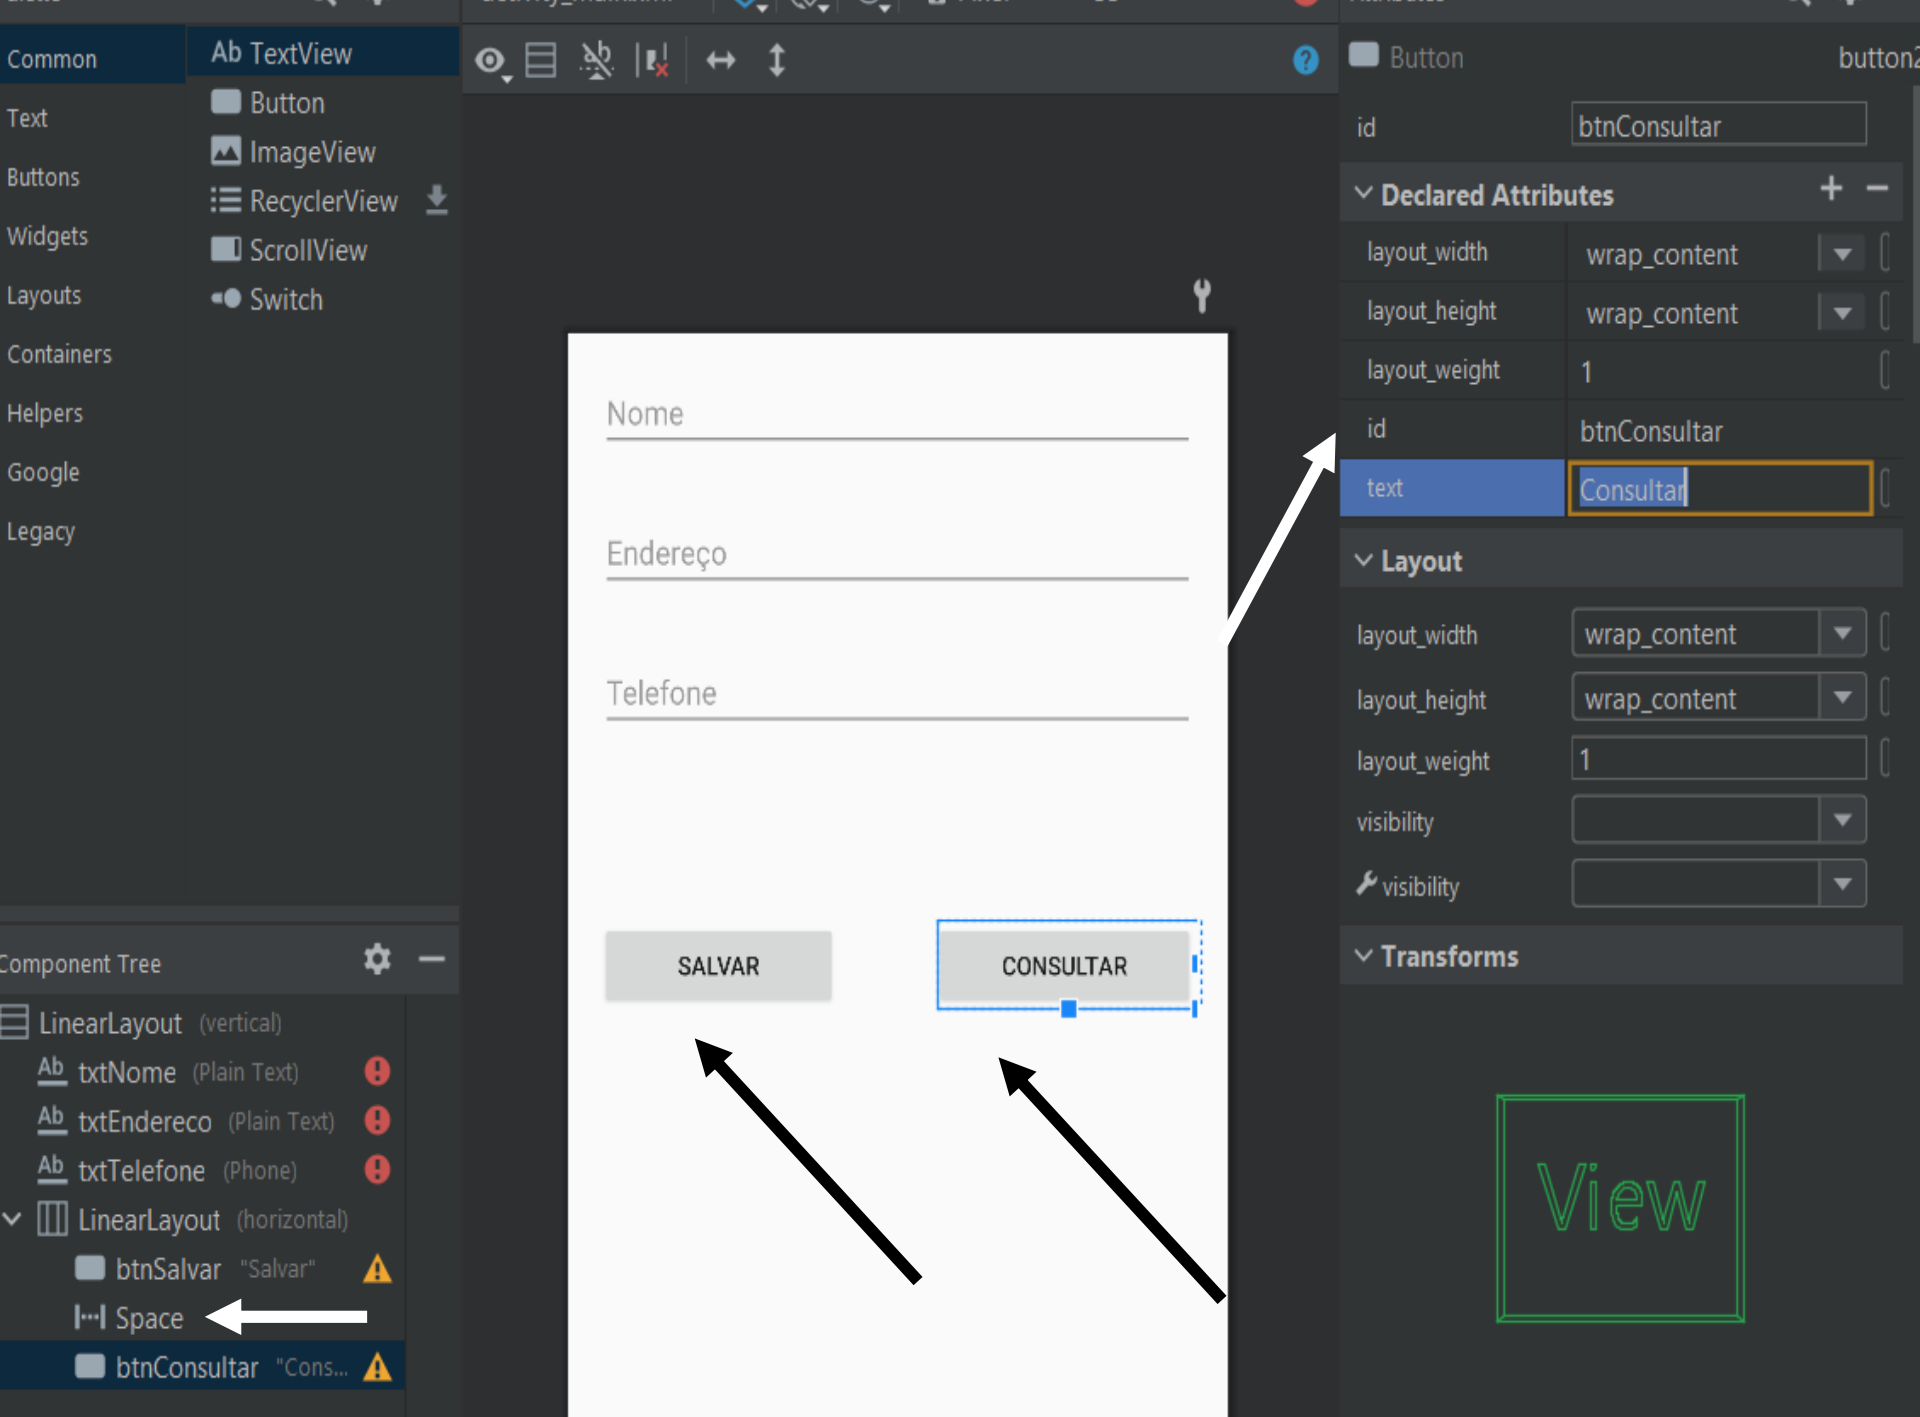 Common
Text
Buttons
Widgets
Layouts
Containers
Helpers
Google
Legacy
Ab TextView
Button
ImageView
RecyclerView
ScrollView
Switch
Component Tree
LinearLayout (vertical)
Ab txtNome (Plain Text)
Ab txtEndereco (Plain Text)
Ab txtTelefone (Phone)
LinearLayout (horizontal)
btnSalvar "Salvar"
Space
btnConsultar "Cons...
Nome
Endereço
Telefone
SALVAR
CONSULTAR
Button button2
id btnConsultar
Declared Attributes
layout_width wrap_content
layout_height wrap_content
layout_weight 1
id btnConsultar
text Consultar
Layout
layout_width wrap_content
layout_height wrap_content
layout_weight 1
visibility
visibility
Transforms
View